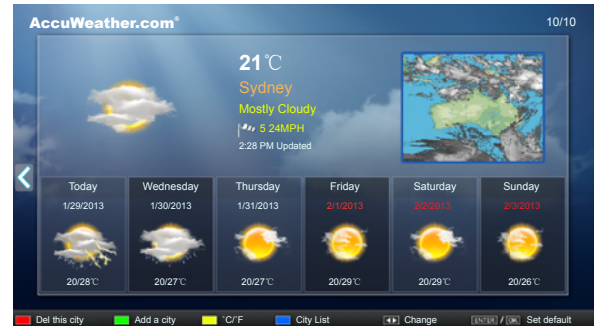 AccuWeather.com®
10/10
21°C
Sydney
Mostly Cloudy
5 24MPH
2:28 PM Updated
Today Wednesday Thursday Friday Saturday Sunday
1/29/2013 1/30/2013 1/31/2013 2/1/2013 2/2/2013 2/3/2013
20/28°C 20/27°C 20/27°C 20/29°C 20/29°C 20/26°C
Del this city Add a city °C/°F City List Change ENTER / OK Set default